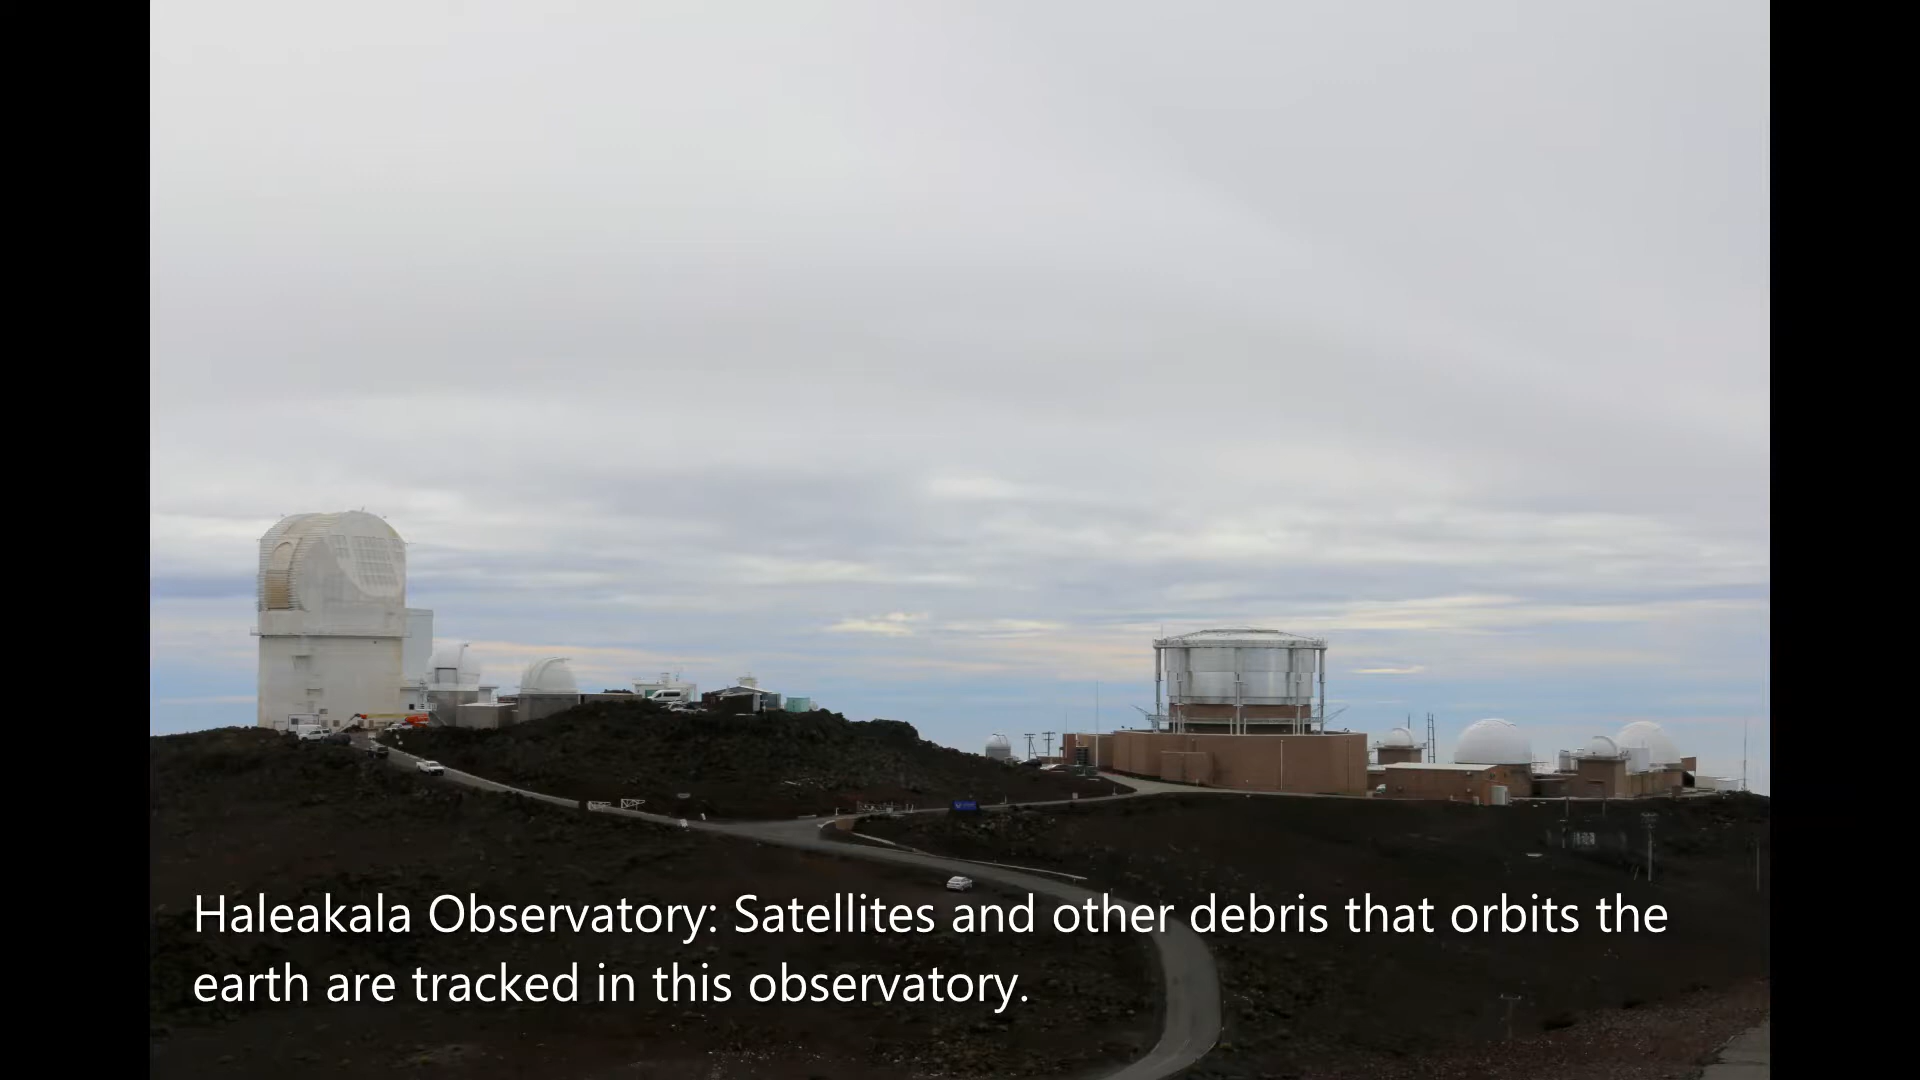 Haleakala Observatory: Satellites and other debris that orbits the
earth are tracked in this observatory.